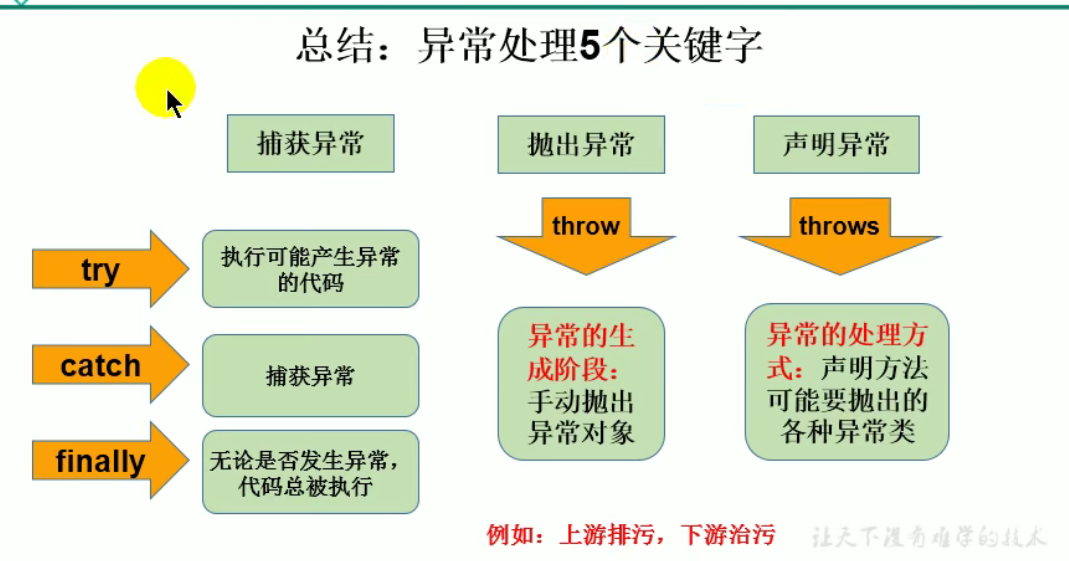 总结：异常处理5个关键字
捕获异常
抛出异常
声明异常
throw
throws
try
执行可能产生异常
的代码
catch
捕获异常
finally
无论是否发生异常，
代码总被执行
异常的生
成阶段：
手动抛出
异常对象
异常的处理方
式：声明方法
可能要抛出的
各种异常类
例如：上游排污，下游治污
让天下没有难学的技术